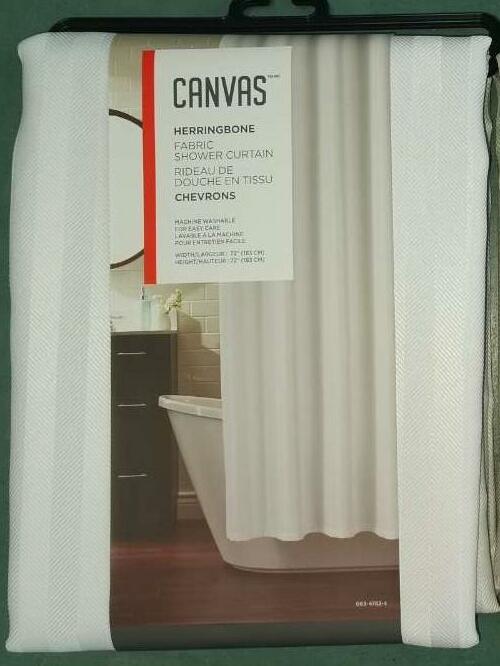 CANVAS
HERRINGBONE
FABRIC
SHOWER CURTAIN
RIDEAU DE
DOUCHE EN TISSU
CHEVRONS
MACHINE WASHABLE
FOR EASY CARE
LAVABLE A LA MACHINE
POUR ENTRETIEN FACILE
WIDTH/LARGEUR: 72" (183 CM)
HEIGHT/HAUTEUR: 72" (183 CM)